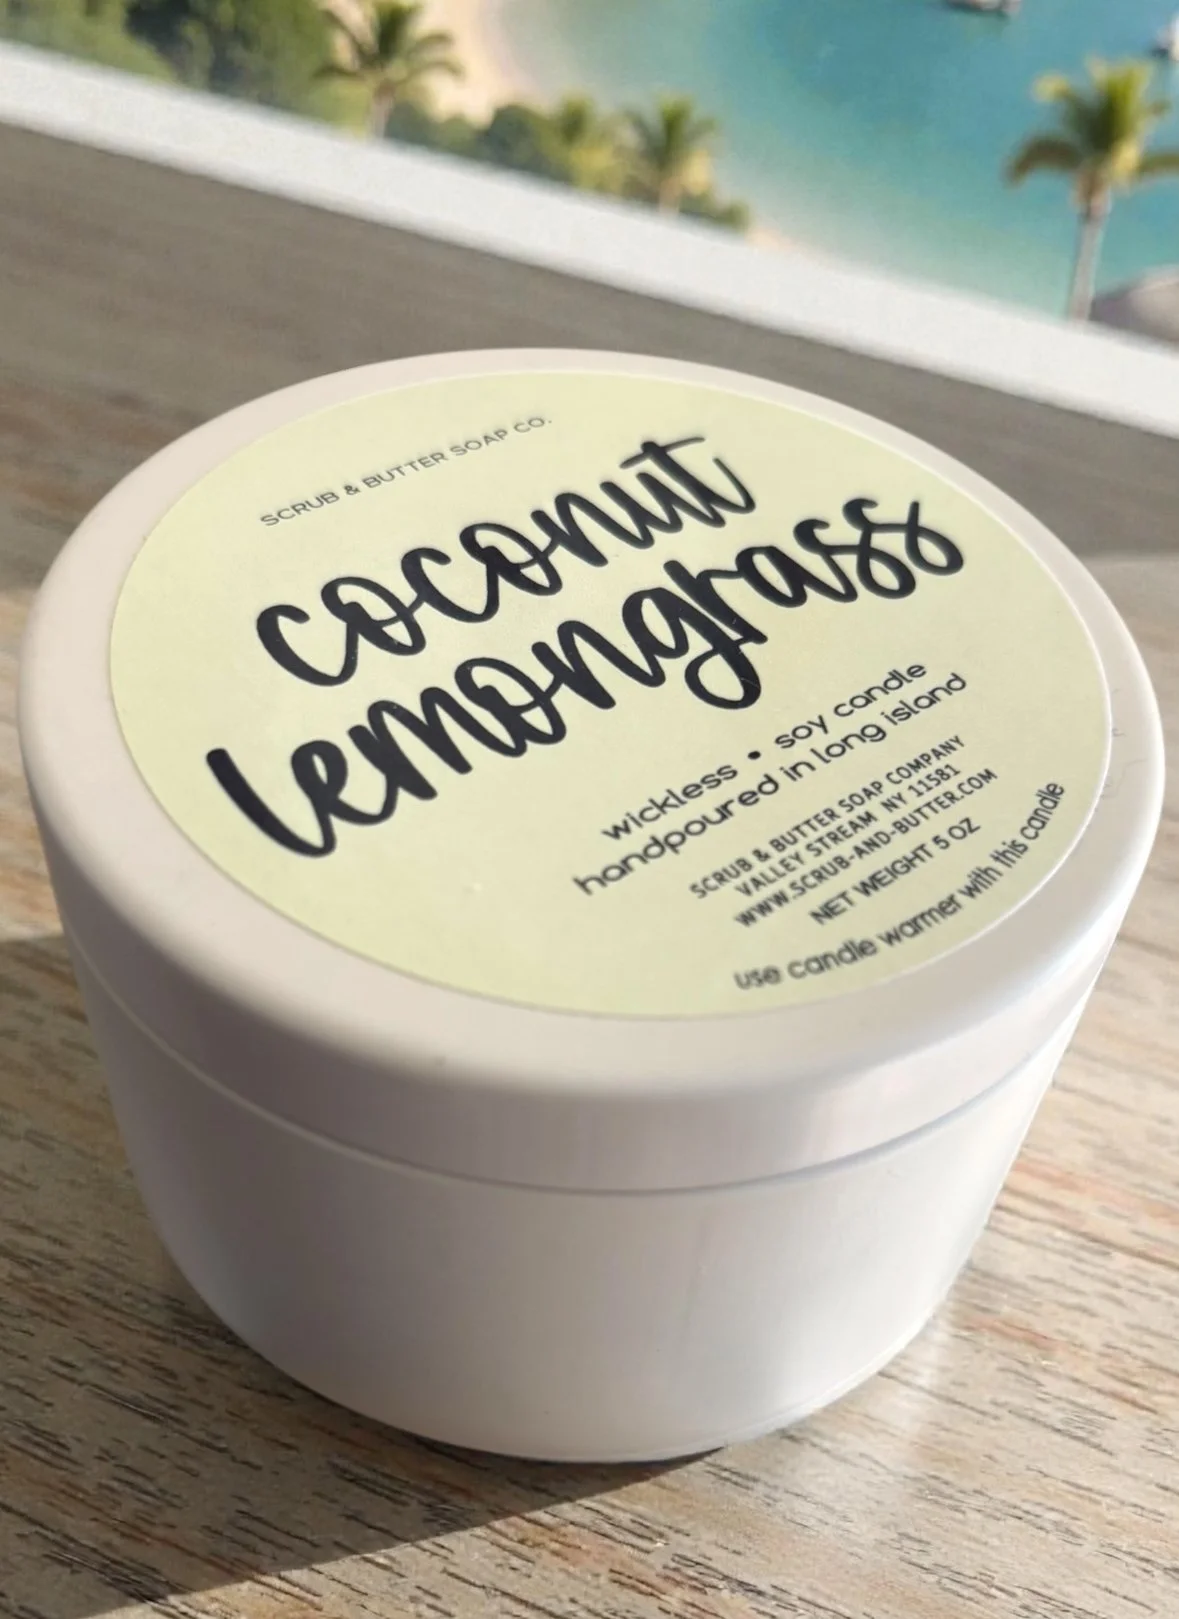 SCRUB & BUTTER SOAP CO.
coconut
lemongrass
wickless • soy candle
handpoured in long island
SCRUB & BUTTER SOAP COMPANY
VALLEY STREAM NY 11581
WWW.SCRUB-AND-BUTTER.COM
NET WEIGHT 5 OZ
use candle warmer with this candle